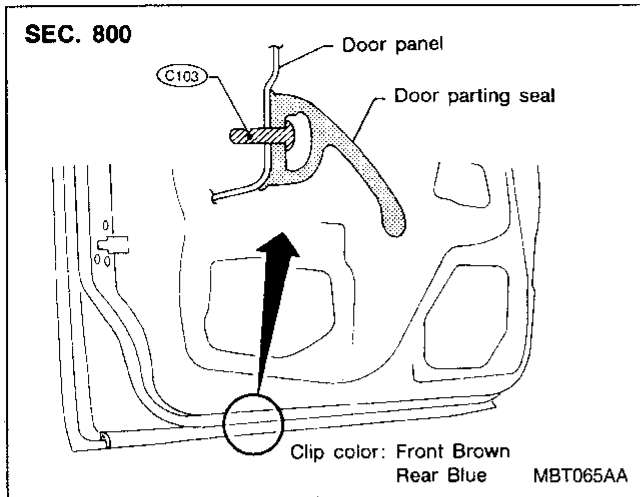 SEC. 800
Door panel
C103
Door parting seal
Clip color: Front Brown
Rear Blue
MBT065AA